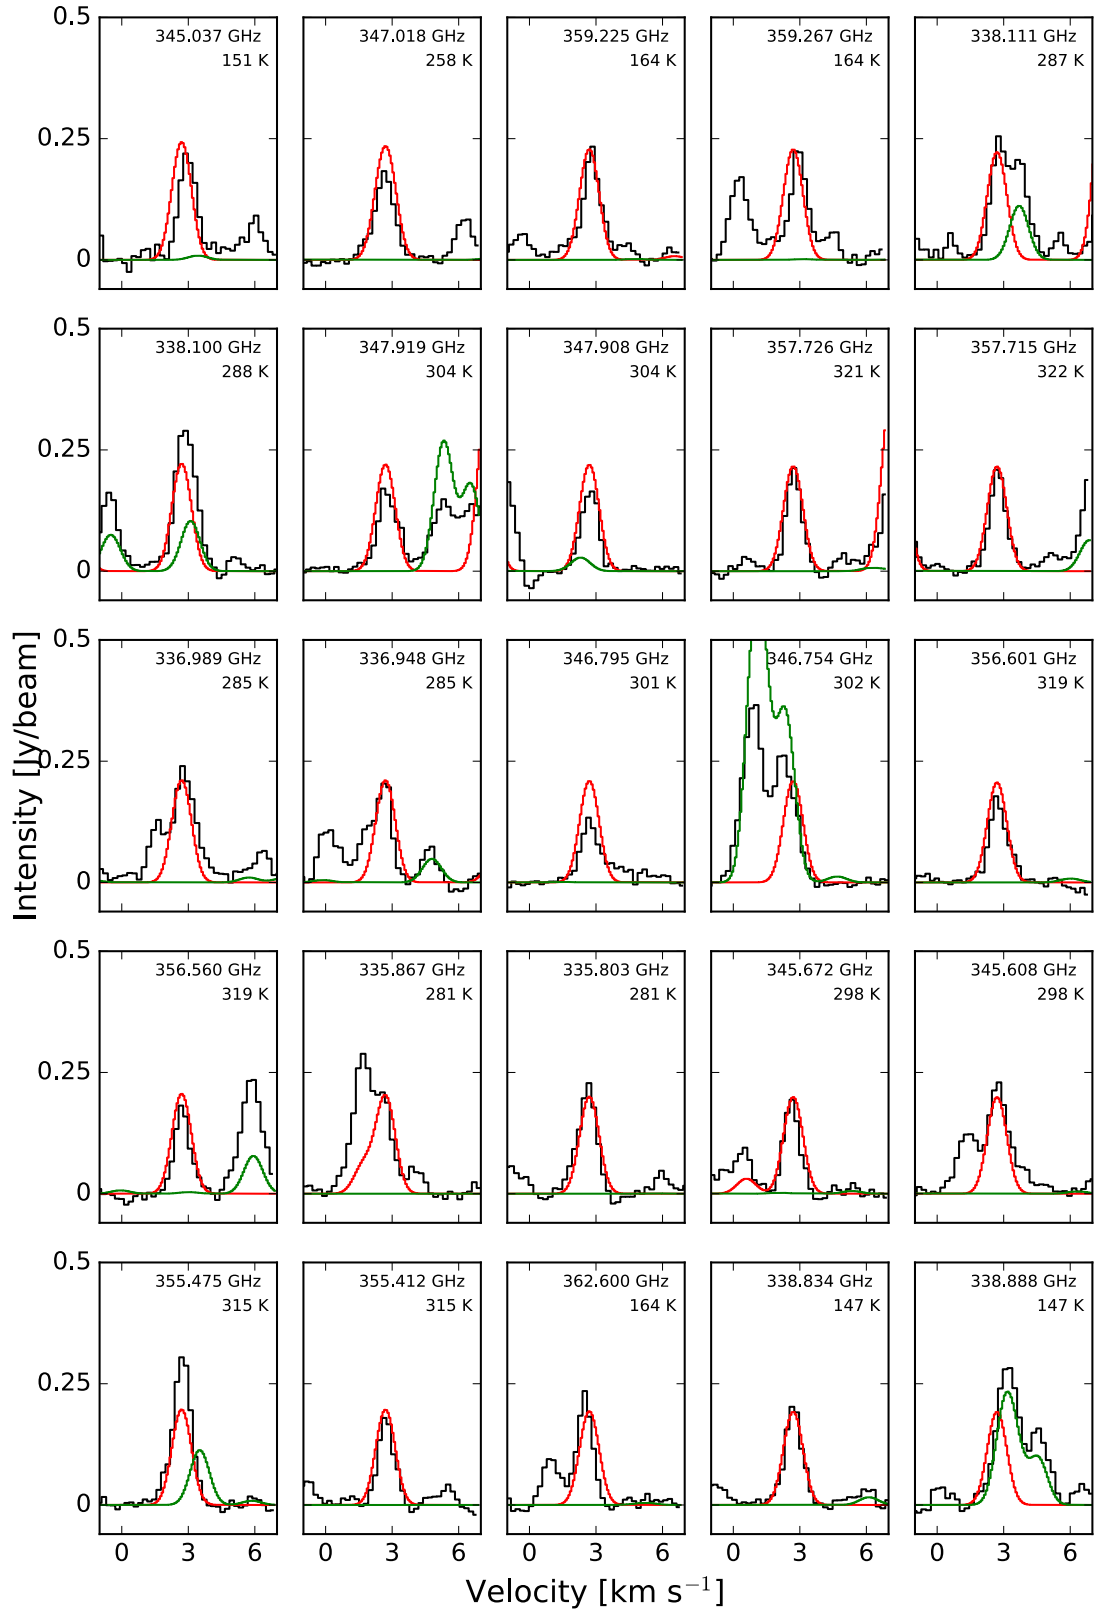 0.5
345.037 GHz
151 K
347.018 GHz
258 K
359.225 GHz
164 K
359.267 GHz
164 K
338.111 GHz
287 K
0.25
0
0.5
338.100 GHz
288 K
347.919 GHz
304 K
347.908 GHz
304 K
357.726 GHz
321 K
357.715 GHz
322 K
0.25
0
0.5
336.989 GHz
285 K
336.948 GHz
285 K
346.795 GHz
301 K
346.754 GHz
302 K
356.601 GHz
319 K
0.25
0
Intensity [Jy/beam]
0.5
356.560 GHz
319 K
335.867 GHz
281 K
335.803 GHz
281 K
345.672 GHz
298 K
345.608 GHz
298 K
0.25
0
0.5
355.475 GHz
315 K
355.412 GHz
315 K
362.600 GHz
164 K
338.834 GHz
147 K
338.888 GHz
147 K
0.25
0
0 3 6 0 3 6 0 3 6 0 3 6 0 3 6
Velocity [km s⁻¹]